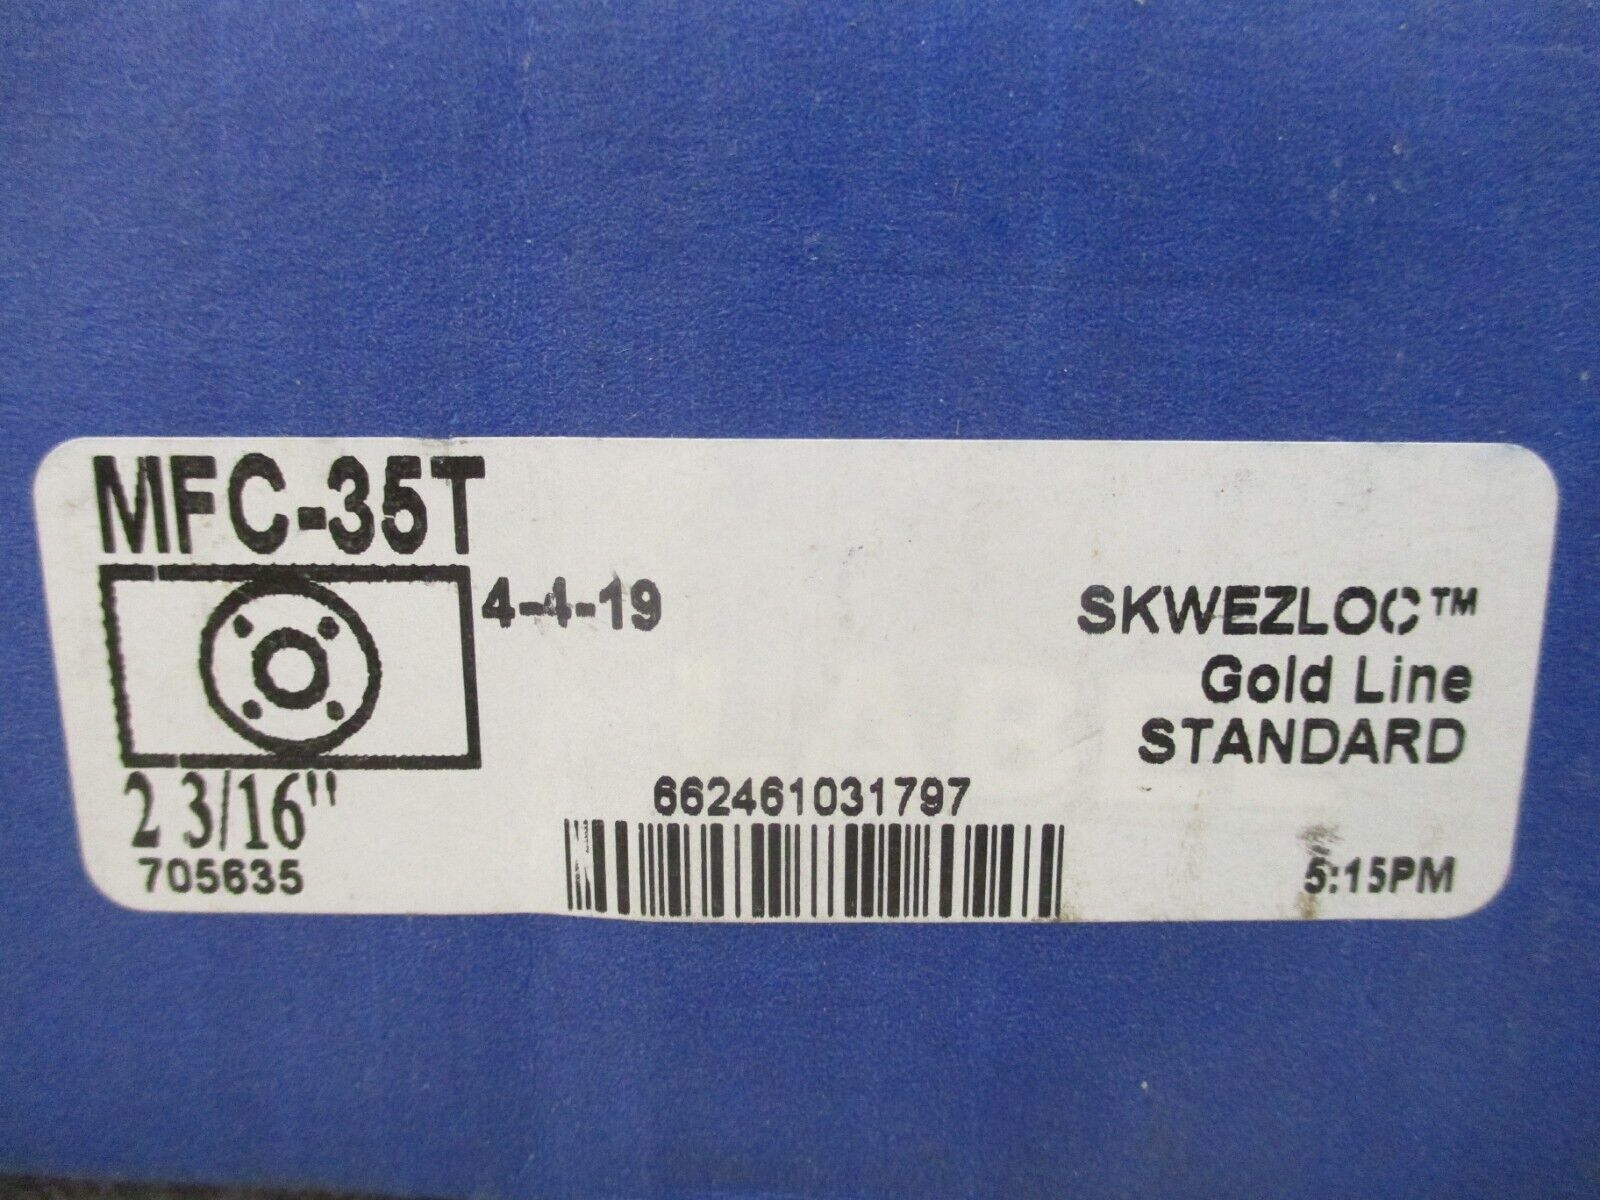 MFC-35T
4-4-19
SKWEZLOC™
Gold Line
STANDARD
2 3/16"
705635
662461031797
5:15PM